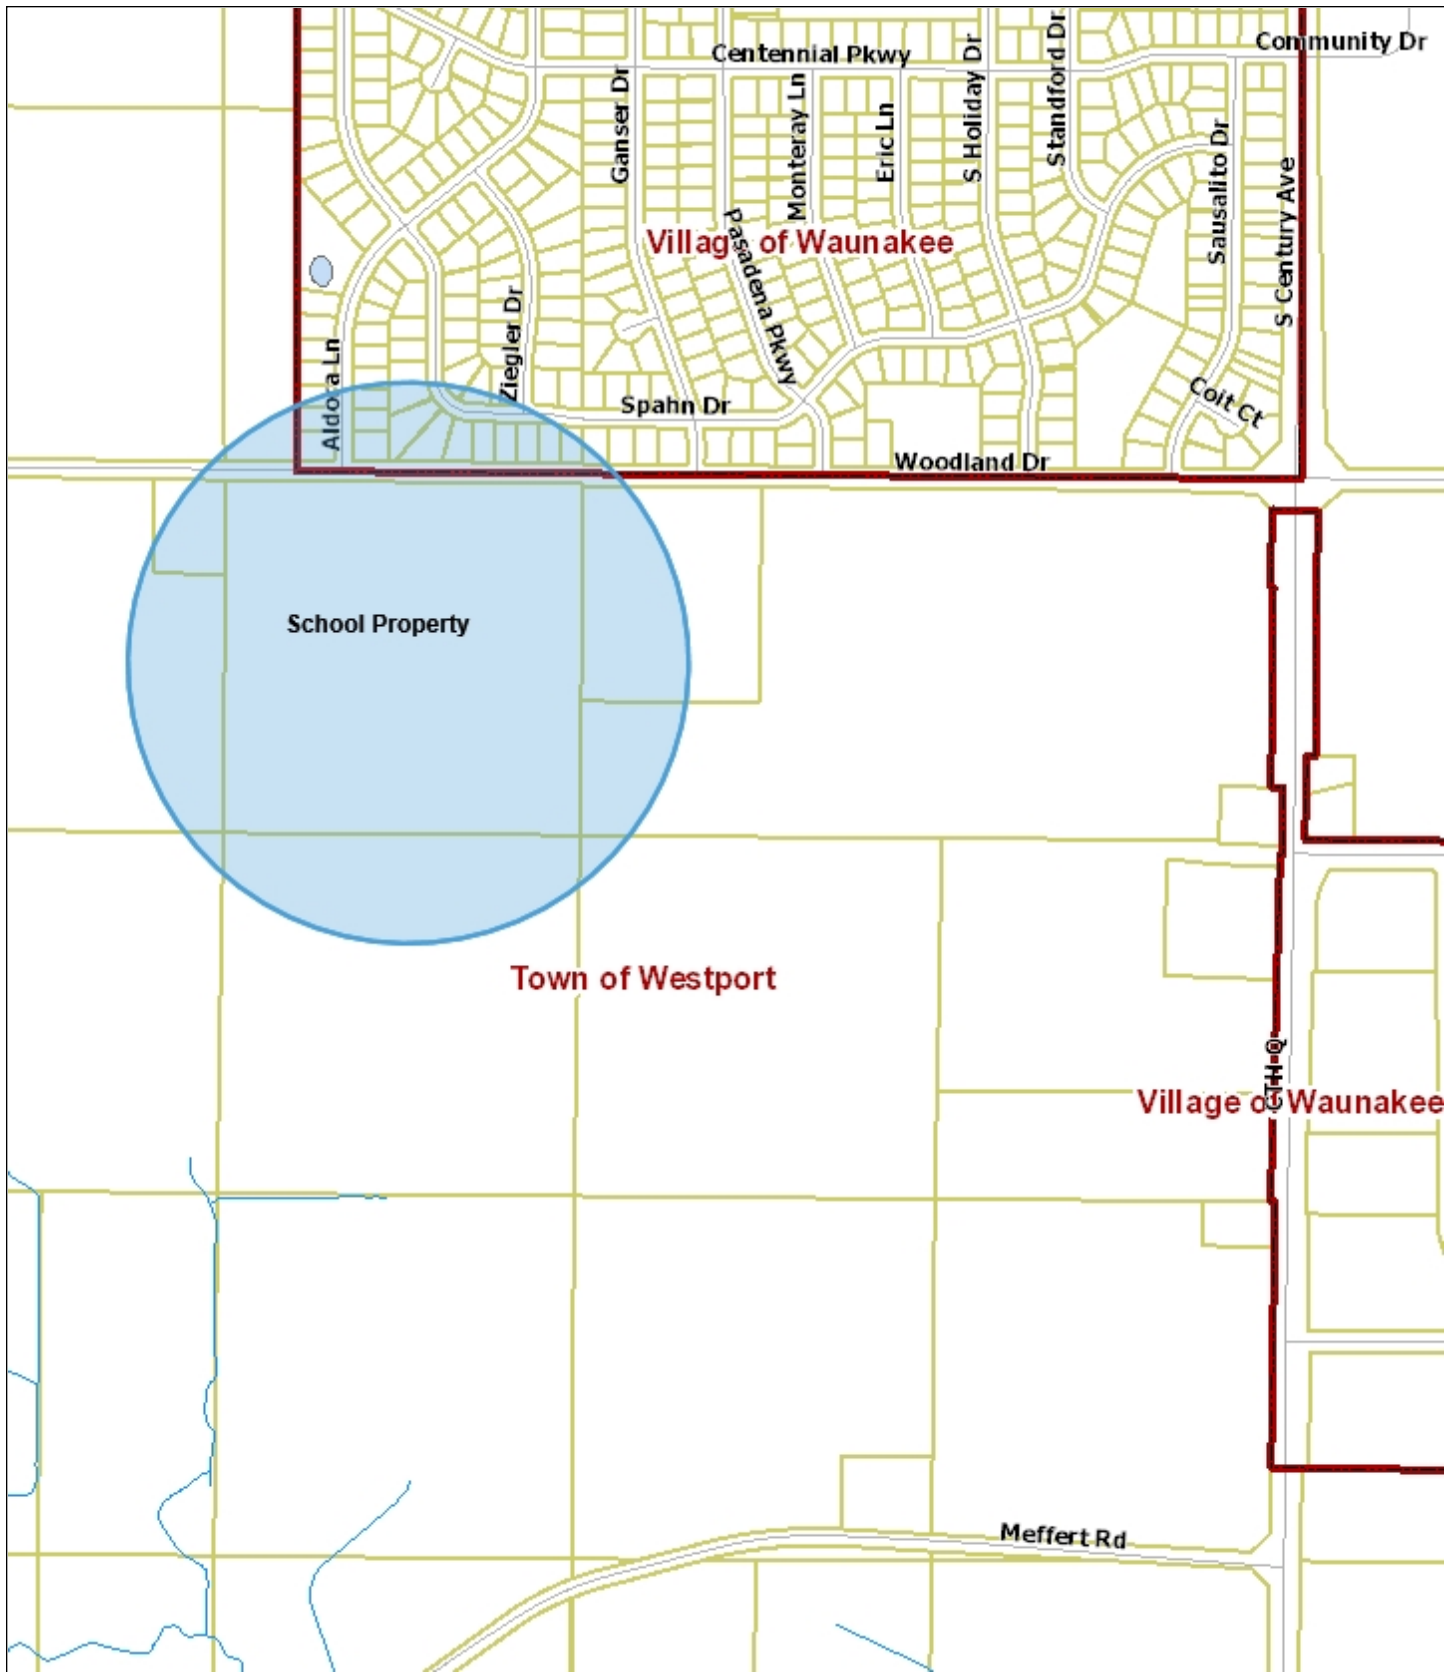 Community Dr
Centennial Pkwy
Ganser Dr
Monteray Ln
Eric Ln
S Holiday Dr
Standford Dr
Sausalito Dr
S Century Ave
Village of Waunakee
Pasadena Pkwy
Ziegler Dr
Aldora Ln
Spahn Dr
Coit Ct
Woodland Dr
School Property
Town of Westport
CTH Q
Village of Waunakee
Meffert Rd